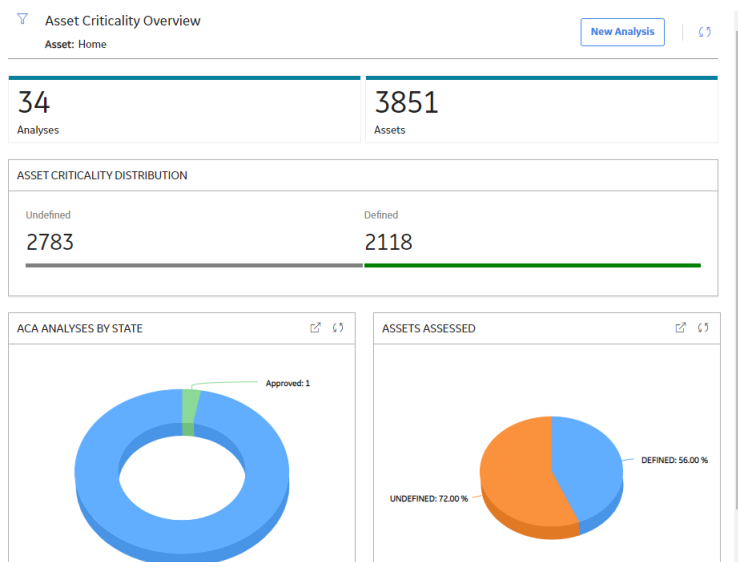 Asset Criticality Overview
Asset: Home
New Analysis
34
Analyses
3851
Assets
ASSET CRITICALITY DISTRIBUTION
Undefined
Defined
2783
2118
ACA ANALYSES BY STATE
ASSETS ASSESSED
Approved: 1
DEFINED: 56.00 %
UNDEFINED: 72.00 %